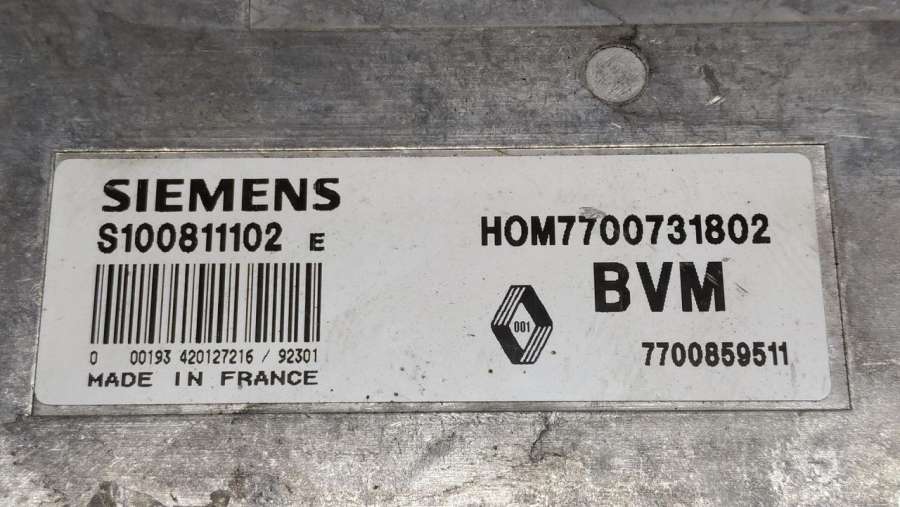 SIEMENS
S100811102 E
0 00193 420127216 / 92301
MADE IN FRANCE
HOM7700731802
BVM
001
7700859511